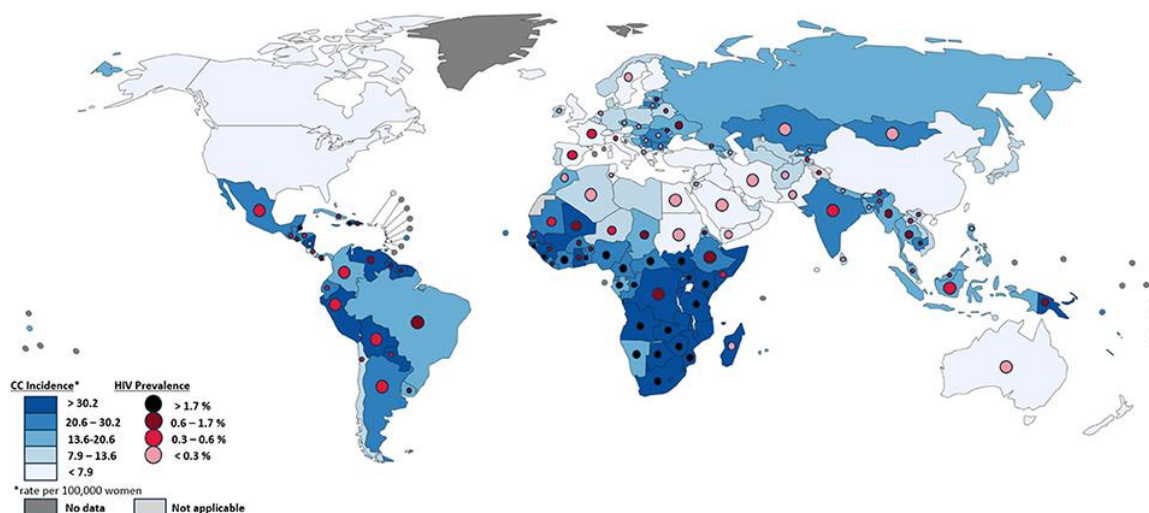 CC Incidence* HIV Prevalence
> 30.2 > 1.7 %
20.6 – 30.2 0.6 – 1.7 %
13.6-20.6 0.3 – 0.6 %
7.9 – 13.6 < 0.3 %
< 7.9
*rate per 100,000 women
No data Not applicable